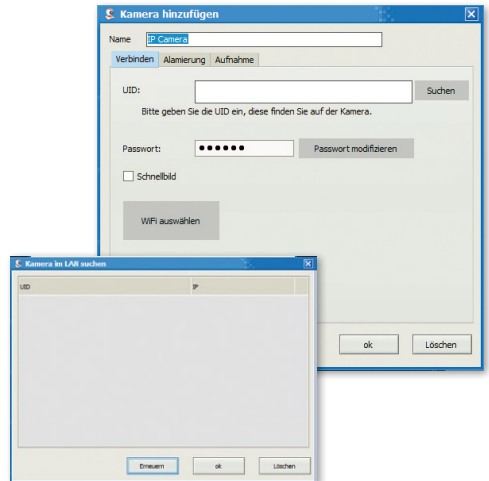 Kamera hinzufügen
Name IP Camera
Verbinden Alamierung Aufnahme
UID: Suchen
Bitte geben Sie die UID ein, diese finden Sie auf der Kamera.
Passwort: ●●●●●● Passwort modifizieren
Schnellbild
WiFi auswählen
ok Löschen
Kamera im LAN suchen
UID IP
Erneuern ok Löschen